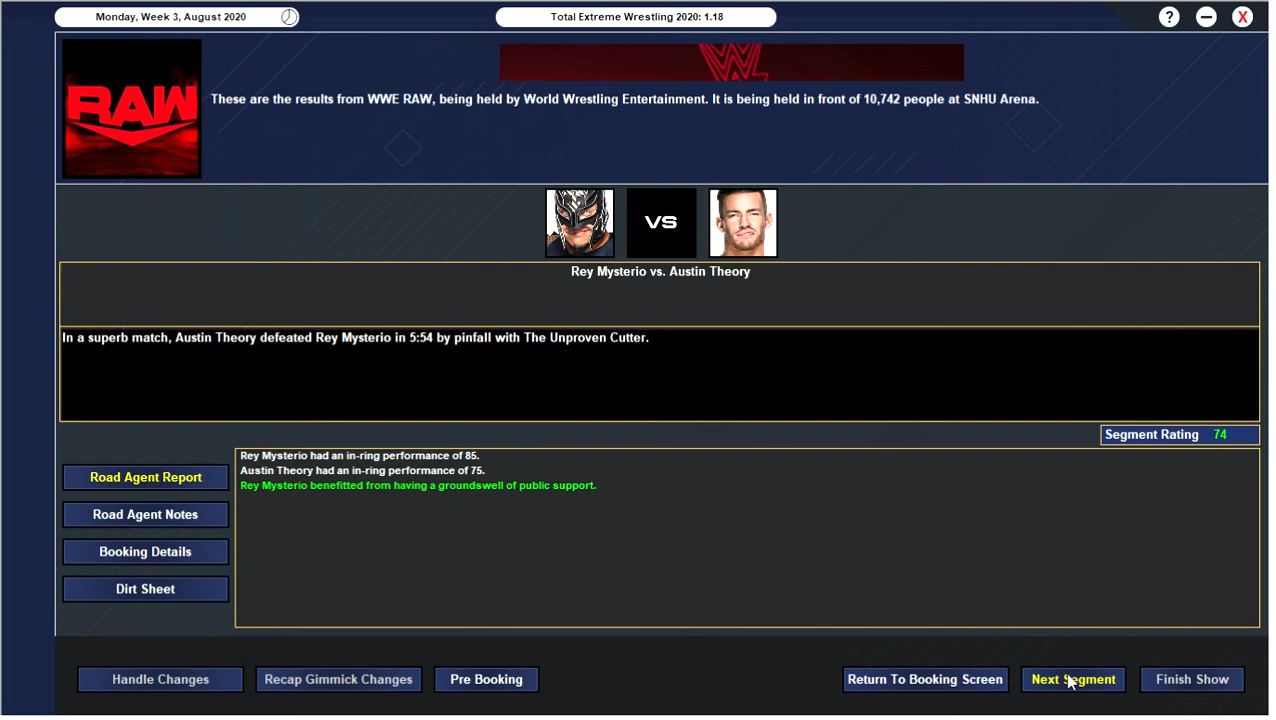 Monday, Week 3, August 2020
Total Extreme Wrestling 2020: 1.18
?
X
RAW
These are the results from WWE RAW, being held by World Wrestling Entertainment. It is being held in front of 10,742 people at SNHU Arena.
VS
Rey Mysterio vs. Austin Theory
In a superb match, Austin Theory defeated Rey Mysterio in 5:54 by pinfall with The Unproven Cutter.
Segment Rating 74
Rey Mysterio had an in-ring performance of 85.
Austin Theory had an in-ring performance of 75.
Rey Mysterio benefitted from having a groundswell of public support.
Road Agent Report
Road Agent Notes
Booking Details
Dirt Sheet
Handle Changes
Recap Gimmick Changes
Pre Booking
Return To Booking Screen
Next Segment
Finish Show